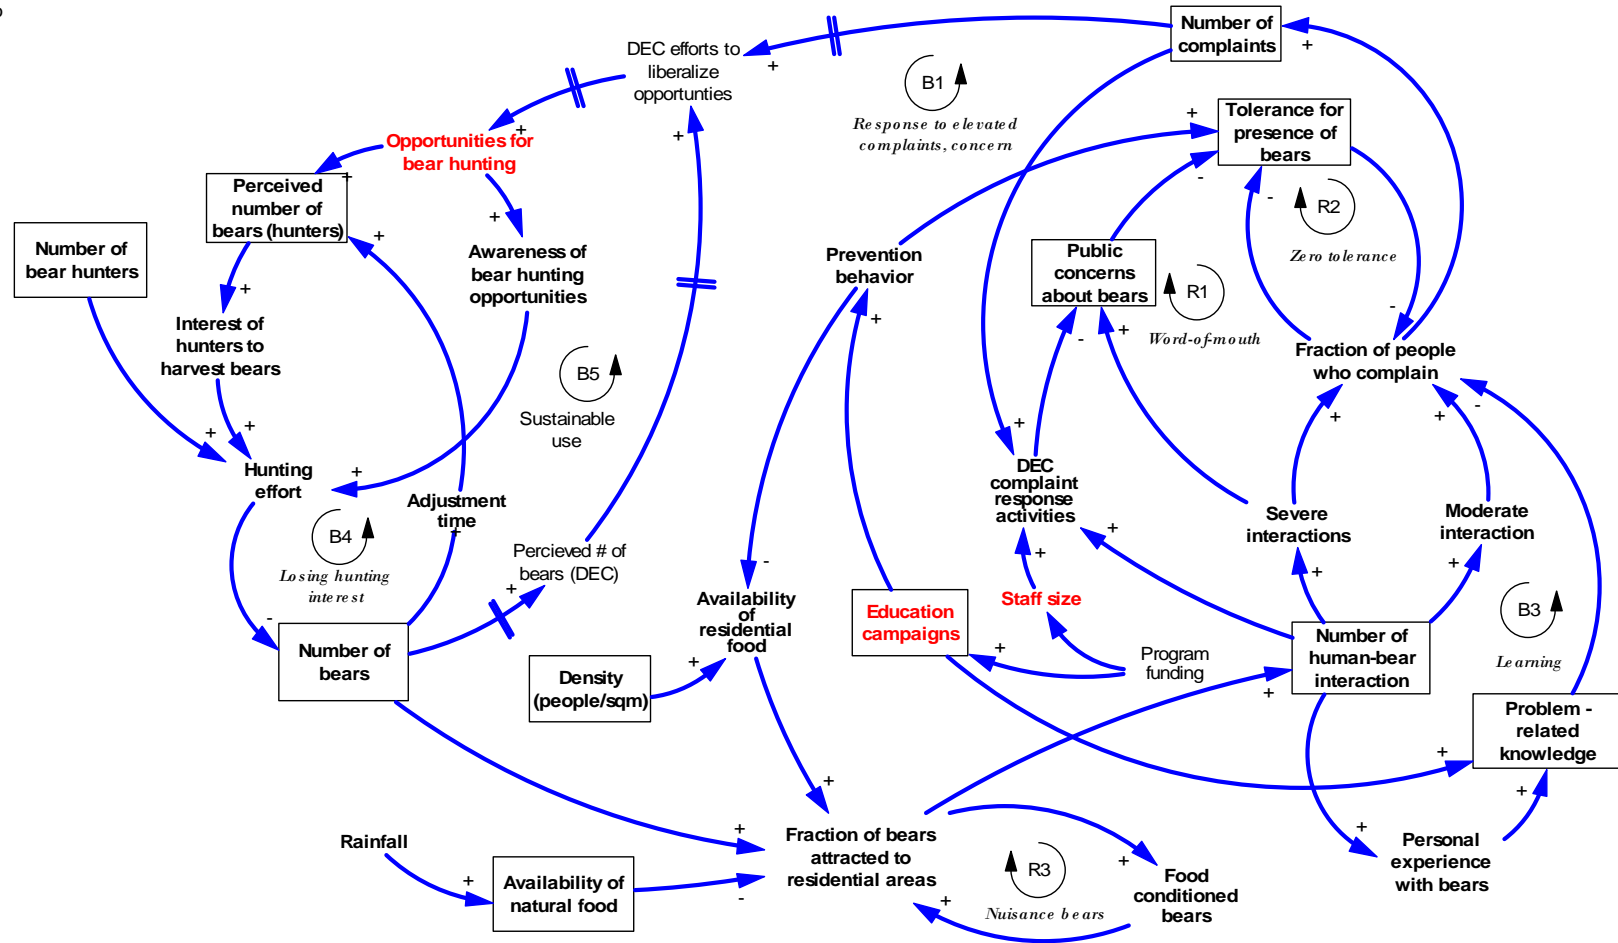 Number of
complaints
+
DEC efforts to
liberalize
opportunties
+
B1
Response to elevated
complaints, concern
+
Tolerance for
presence of
bears
-
-
R2
Zero tolerance
-
+
Opportunities for
bear hunting
+
Perceived
number of
bears (hunters)
+
+
Awareness of
bear hunting
opportunities
+
Number of
bear hunters
+
Interest of
hunters to
harvest bears
+
+
Hunting
effort
+
B5
Sustainable
use
Prevention
behavior
+
Public
concerns
about bears
-
+
R1
Word-of-mouth
Fraction of people
who complain
+
+
-
Adjustment
time
+
B4
Losing hunting
interest
-
Number of
bears
+
Percieved # of
bears (DEC)
+
DEC
complaint
response
activities
+
+
Severe
interactions
+
Moderate
interaction
+
-
Availability
of
residential
food
+
Density
(people/sqm)
Education
campaigns
+
Staff size
Program
funding
Number of
human-bear
interaction
+
B3
Learning
Problem -
related
knowledge
+
+
Personal
experience
with bears
+
Rainfall
+
Availability of
natural food
-
+
+
Fraction of bears
attracted to
residential areas
+
R3
Nuisance bears
+
Food
conditioned
bears